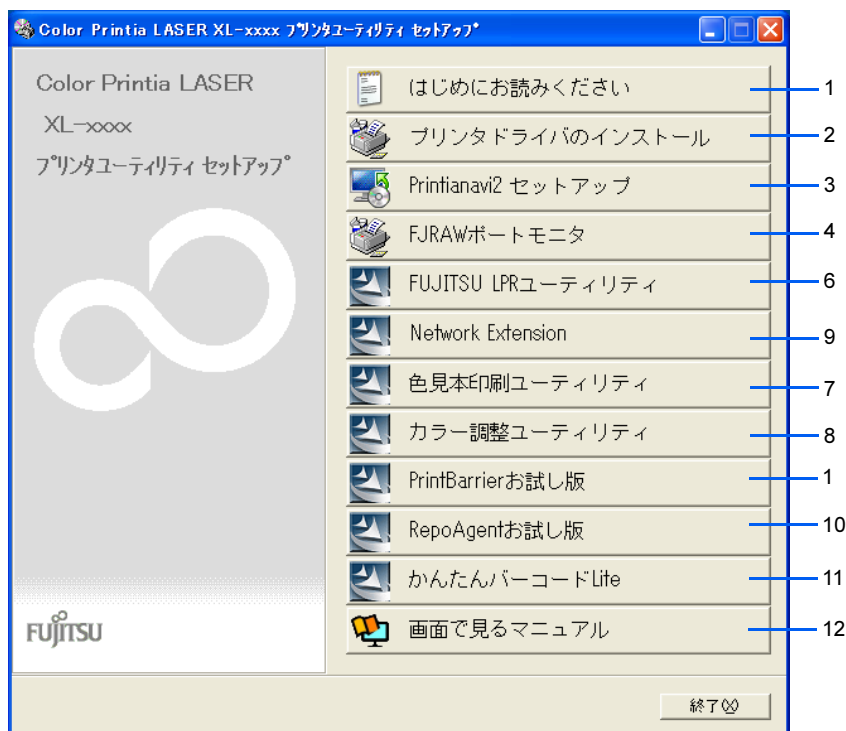 Color Printia LASER XL-xxxx プリンタユーティリティ セットアップ
Color Printia LASER
XL-xxxx
プリンタユーティリティ セットアップ
はじめにお読みください 1
プリンタドライバのインストール 2
Printianavi2 セットアップ 3
FJRAWポートモニタ 4
FUJITSU LPRユーティリティ 6
Network Extension 9
色見本印刷ユーティリティ 7
カラー調整ユーティリティ 8
PrintBarrierお試し版 1
RepoAgentお試し版 10
かんたんバーコードLite 11
画面で見るマニュアル 12
FUJITSU
終了(X)